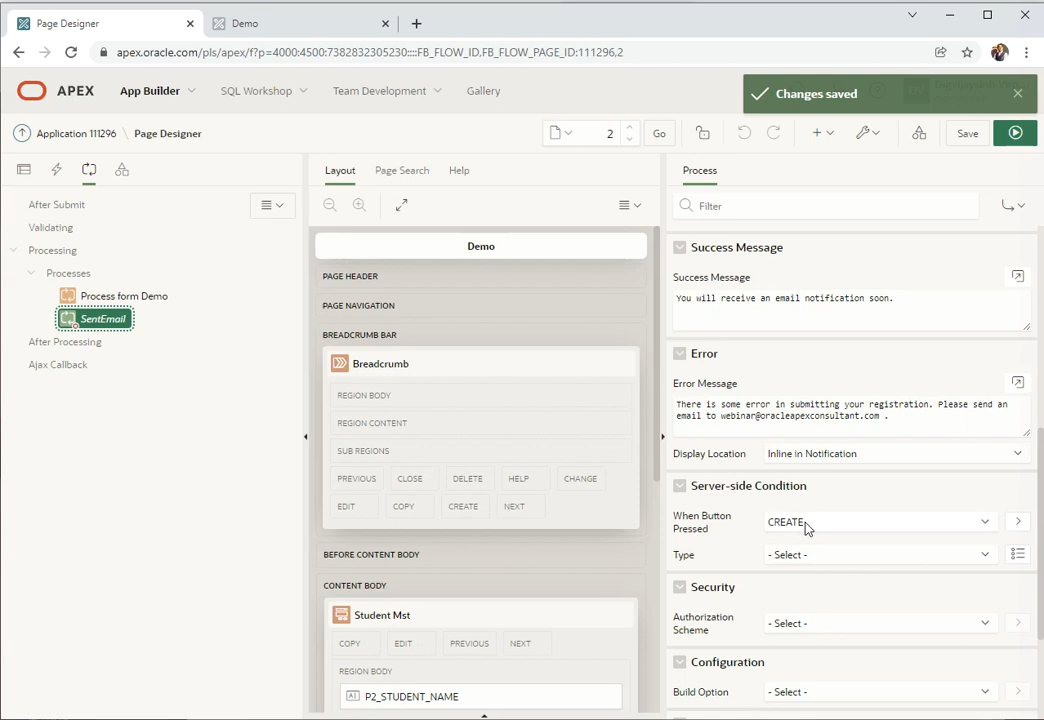 Page Designer
Demo
apex.oracle.com/pls/apex/f?p=4000:4500:7382832305230::::FB_FLOW_ID,FB_FLOW_PAGE_ID:111296,2
APEX
App Builder
SQL Workshop
Team Development
Gallery
Changes saved
Application 111296
Page Designer
2
Go
Save
Layout
Page Search
Help
Process
Filter
After Submit
Validating
Processing
Processes
Process form Demo
SentEmail
After Processing
Ajax Callback
Demo
PAGE HEADER
PAGE NAVIGATION
BREADCRUMB BAR
Breadcrumb
REGION BODY
REGION CONTENT
SUB REGIONS
PREVIOUS CLOSE DELETE HELP CHANGE
EDIT COPY CREATE NEXT
BEFORE CONTENT BODY
CONTENT BODY
Student Mst
COPY EDIT PREVIOUS NEXT
REGION BODY
P2_STUDENT_NAME
Success Message
Success Message
You will receive an email notification soon.
Error
Error Message
There is some error in submitting your registration. Please send an
email to webinar@oracleapexconsultant.com .
Display Location Inline in Notification
Server-side Condition
When Button
Pressed
CREATE
Type - Select -
Security
Authorization
Scheme
- Select -
Configuration
Build Option - Select -